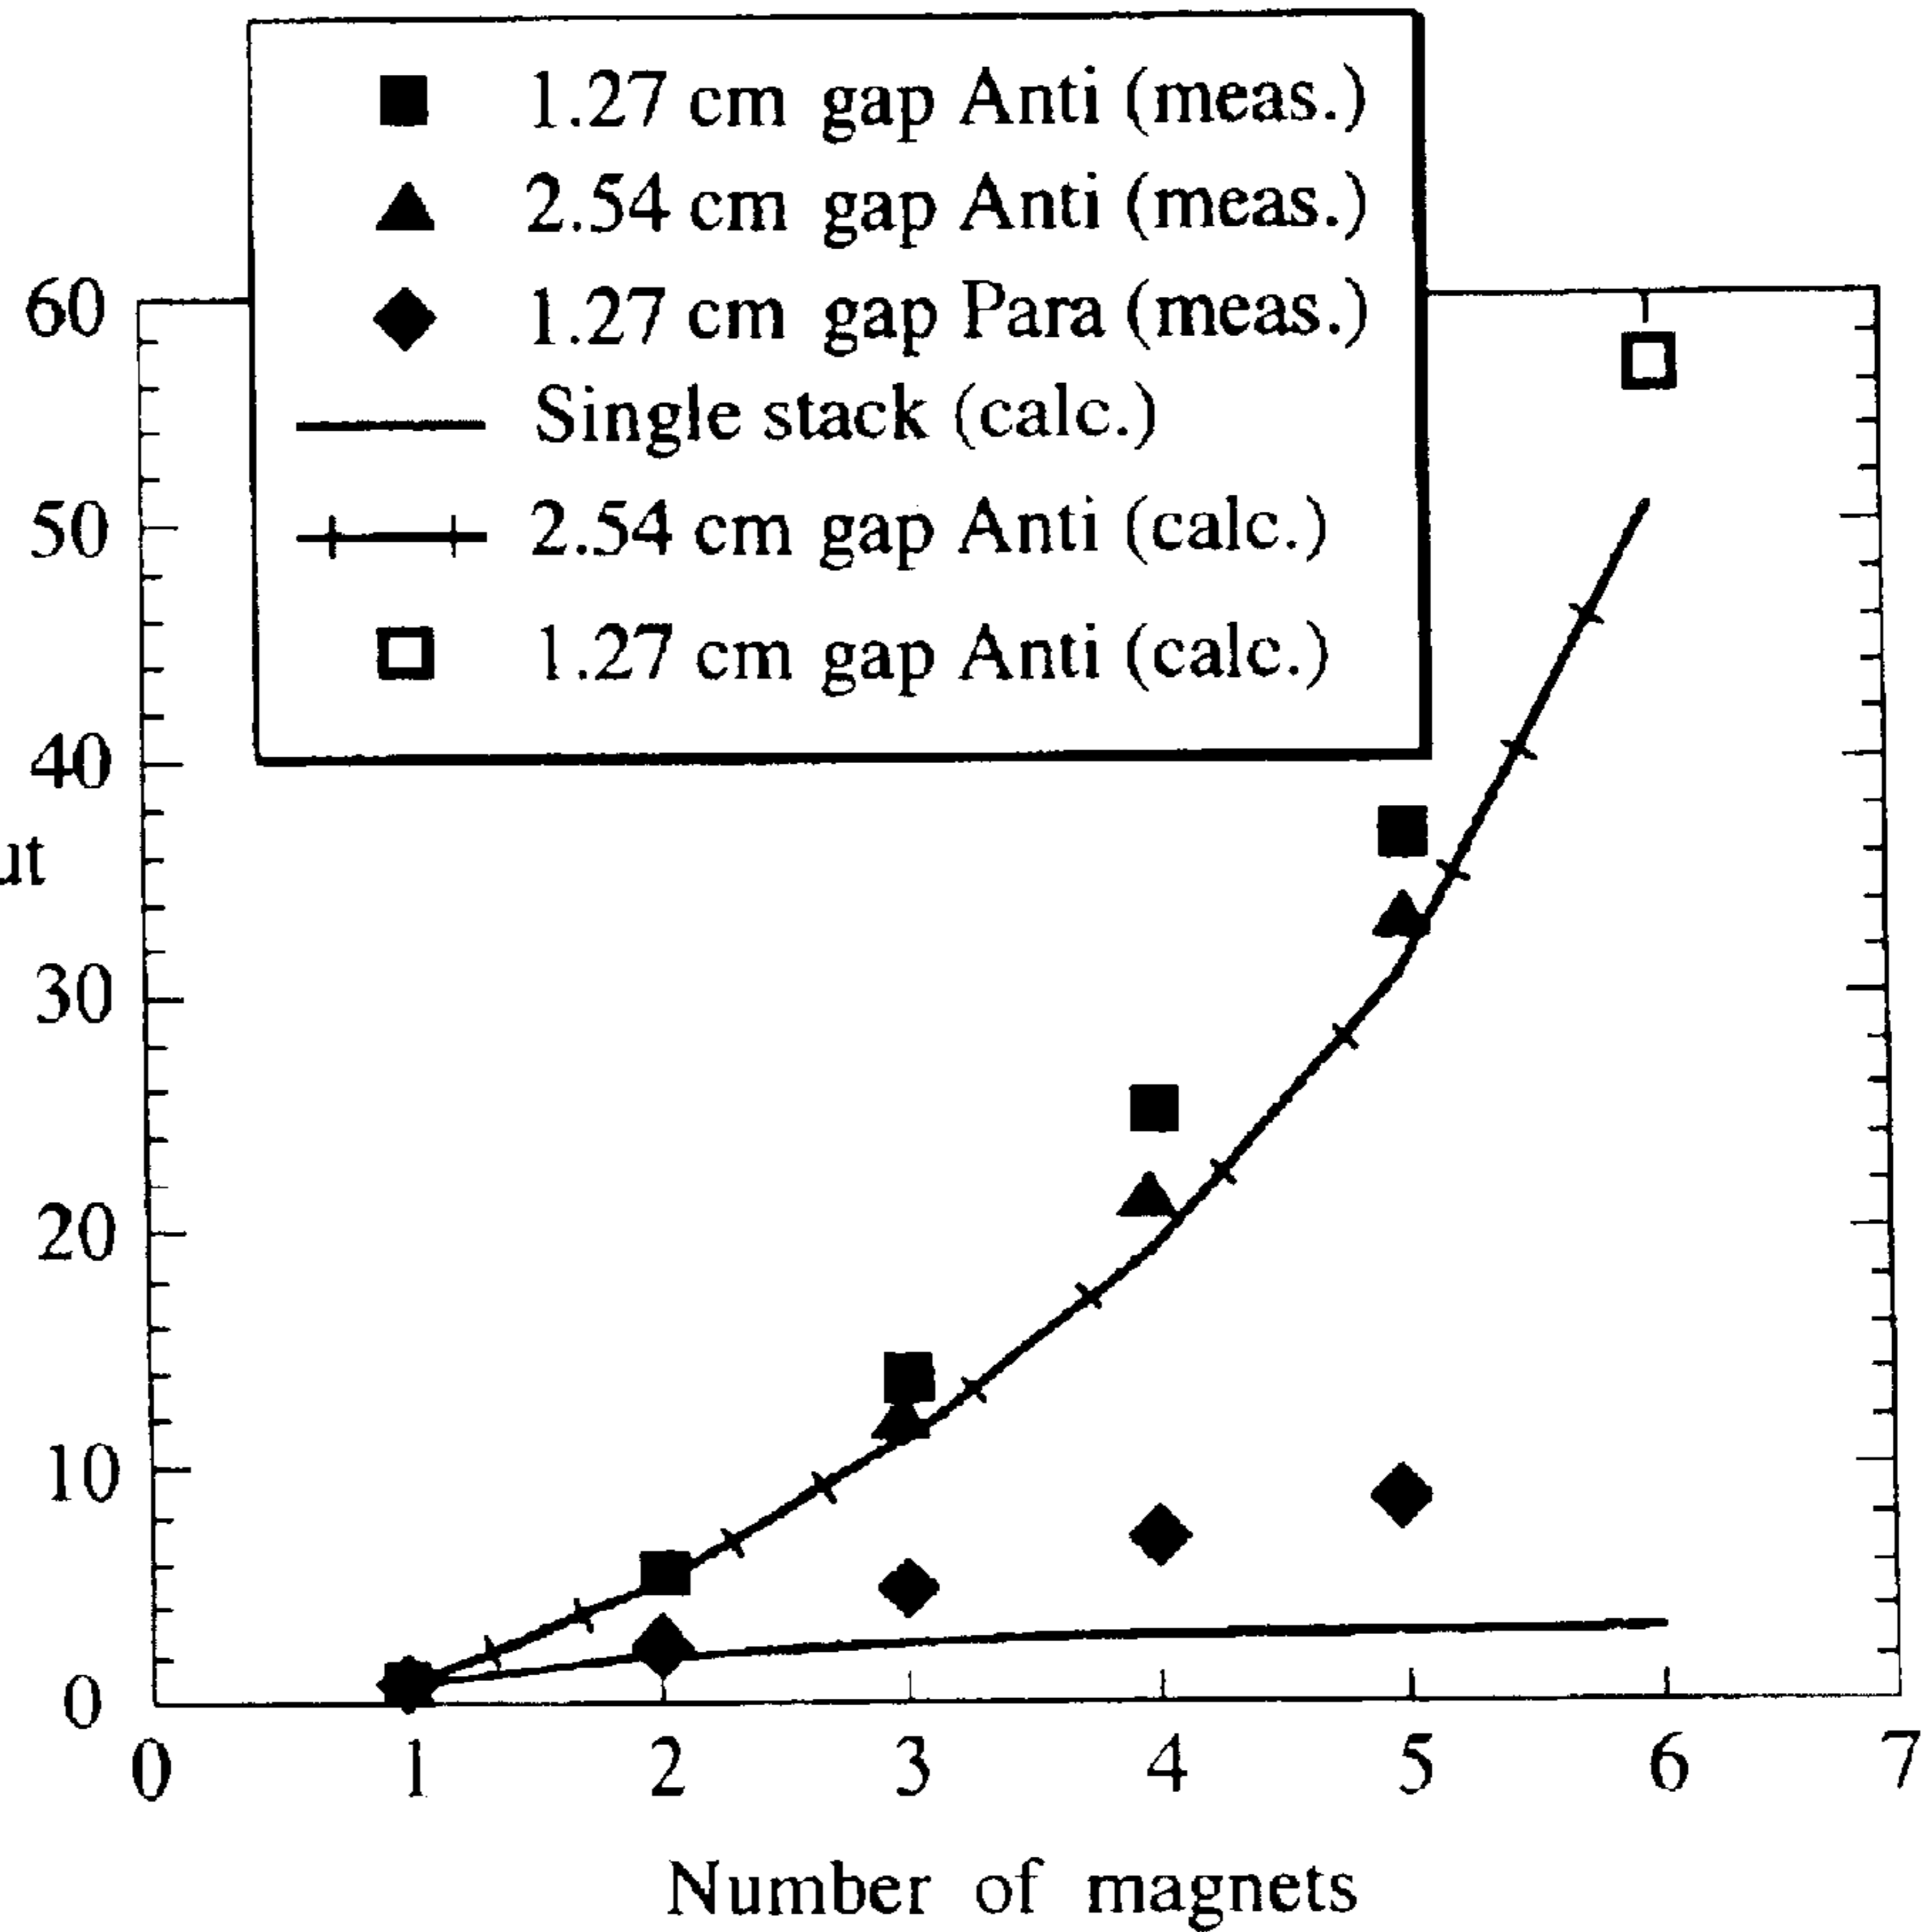 1.27 cm gap Anti (meas.)
2.54 cm gap Anti (meas.)
1.27 cm gap Para (meas.)
Single stack (calc.)
2.54 cm gap Anti (calc.)
1.27 cm gap Anti (calc.)
60
50
40
30
20
10
0
0 1 2 3 4 5 6 7
Number of magnets